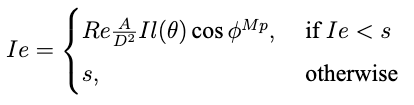 Ie = { Re A/D² Il(θ) cos ϕ^{Mp}, if Ie < s
s, otherwise